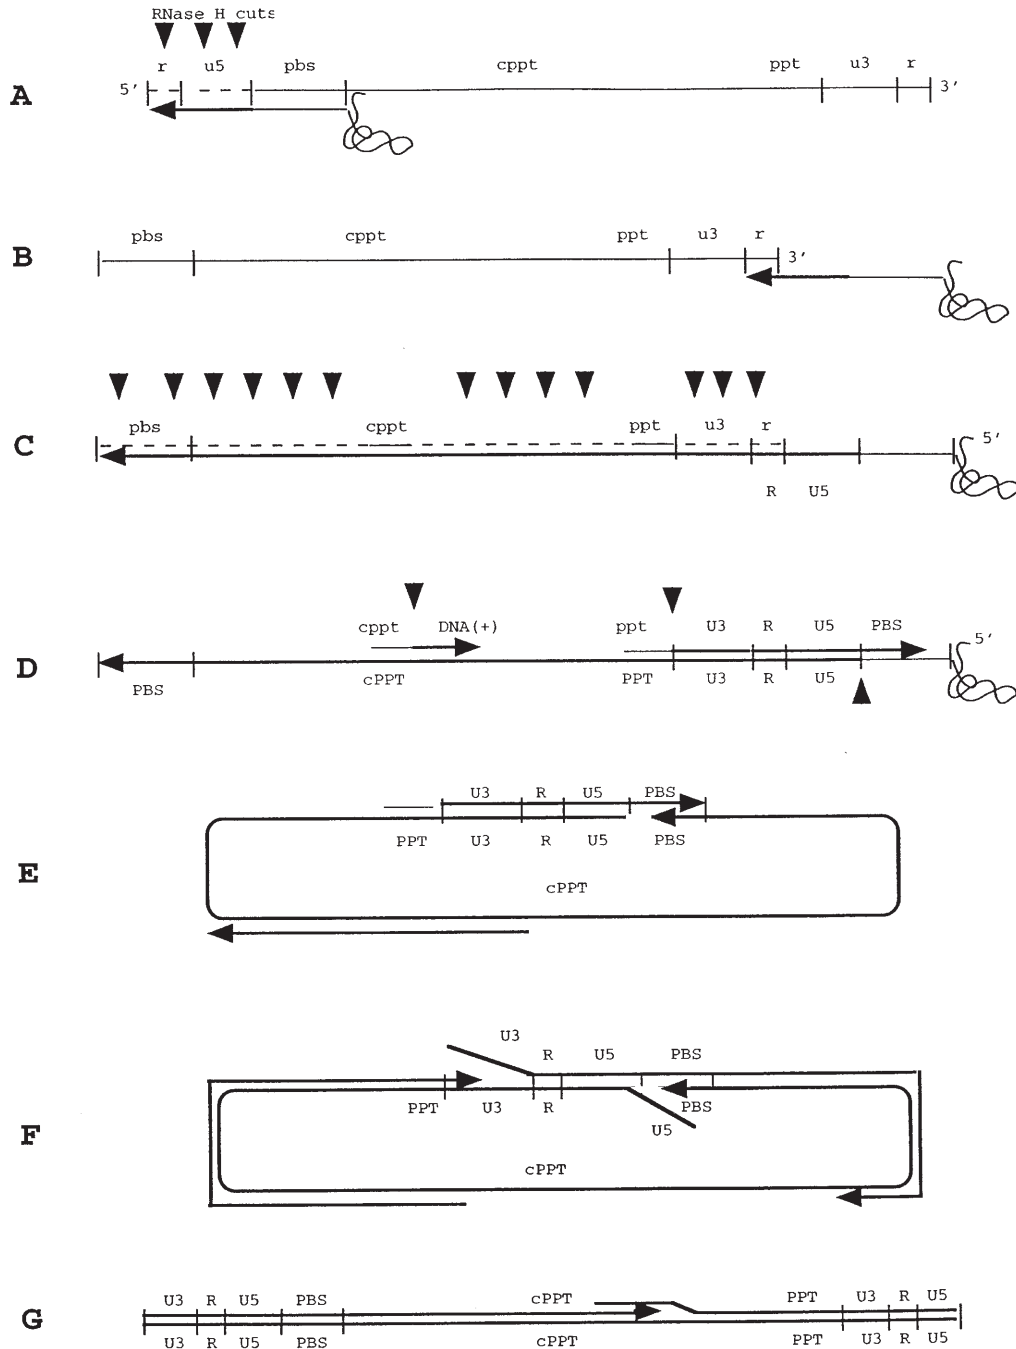 RNase H cuts
r u5 pbs cppt ppt u3 r
A 5' 3'
pbs cppt ppt u3 r
B 3'
pbs cppt ppt u3 r 5'
C
R U5
cppt DNA(+) ppt U3 R U5 PBS
5'
D
PBS cPPT PPT U3 R U5
U3 R U5 PBS
PPT U3 R U5 PBS
E
cPPT
U3
R U5 PBS
PPT U3 R PBS
U5
F
cPPT
U3 R U5 PBS cPPT PPT U3 R U5
G
U3 R U5 PBS cPPT PPT U3 R U5